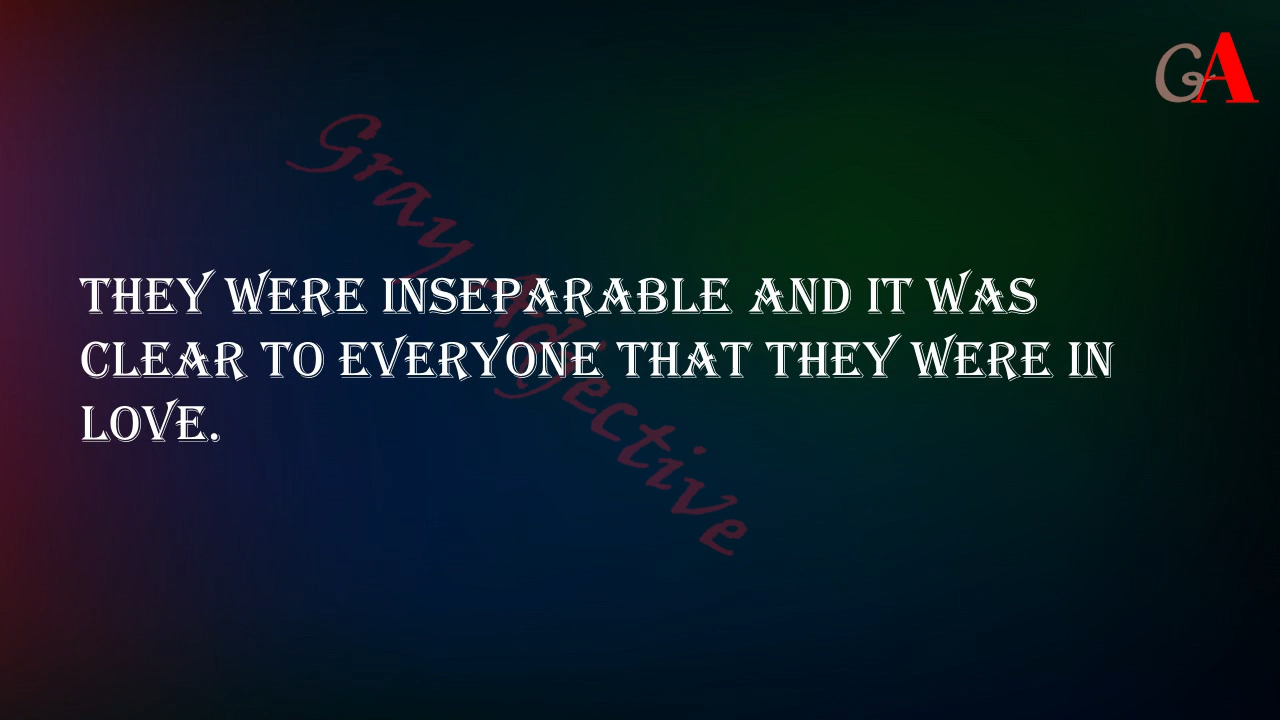 GA
Gray Adjective
THEY WERE INSEPARABLE AND IT WAS
CLEAR TO EVERYONE THAT THEY WERE IN
LOVE.